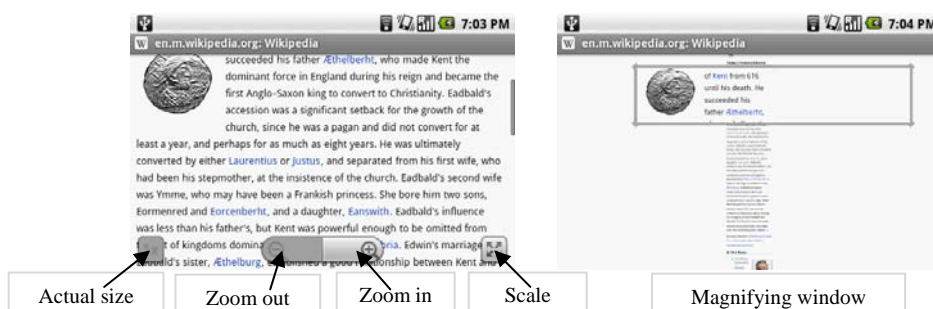 7:03 PM
en.m.wikipedia.org: Wikipedia
succeeded his father Æthelberht, who made Kent the
dominant force in England during his reign and became the
first Anglo-Saxon king to convert to Christianity. Eadbald's
accession was a significant setback for the growth of the
church, since he was a pagan and did not convert for at
least a year, and perhaps for as much as eight years. He was ultimately
converted by either Laurentius or Justus, and separated from his first wife, who
had been his stepmother, at the insistence of the church. Eadbald's second wife
was Ymme, who may have been a Frankish princess. She bore him two sons,
Eormenred and Eorcenberht, and a daughter, Eanswith. Eadbald's influence
was less than his father's, but Kent was powerful enough to be omitted from
of kingdoms Edwin's marriage
sister, Æthelburg, established a good relationship between Kent and
Actual size
Zoom out
Zoom in
Scale
7:04 PM
en.m.wikipedia.org: Wikipedia
of Kent from 616
until his death. He
succeeded his
father Æthelberht,
Magnifying window